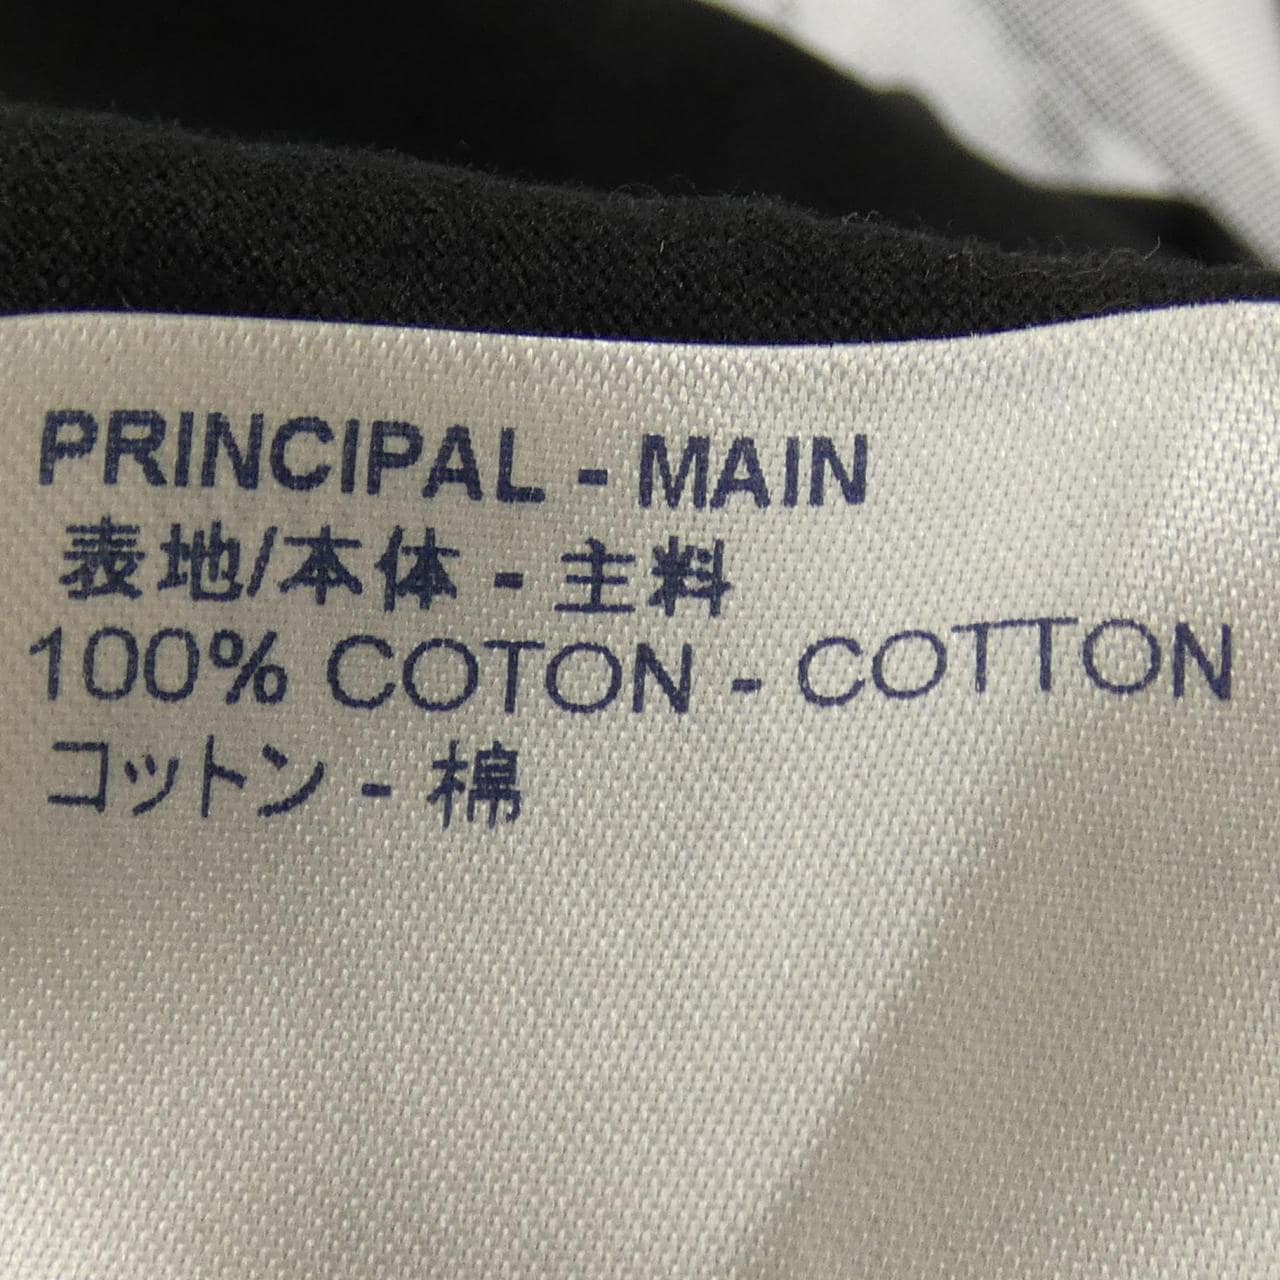 PRINCIPAL - MAIN
表地/本体 - 主料
100% COTON - COTTON
コットン - 棉